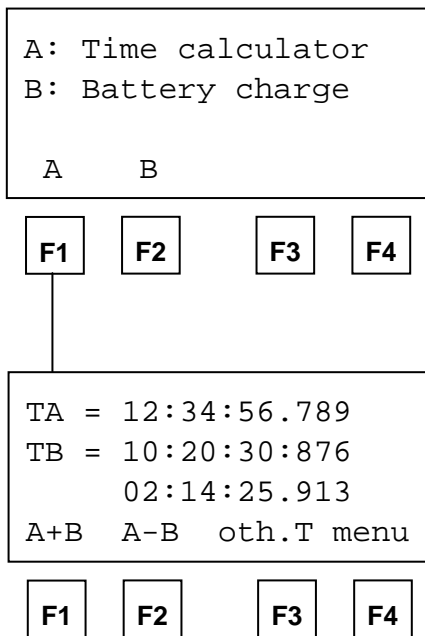 A: Time calculator
B: Battery charge
A B
F1 F2 F3 F4
TA = 12:34:56.789
TB = 10:20:30:876
02:14:25.913
A+B A-B oth.T menu
F1 F2 F3 F4